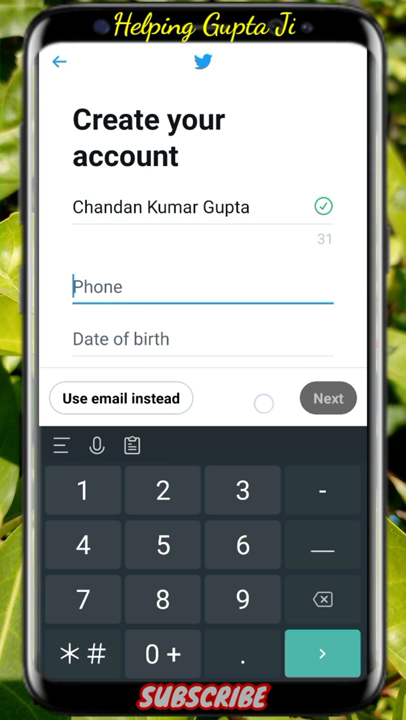 Helping Gupta Ji
Create your
account
Chandan Kumar Gupta
31
Phone
Date of birth
Use email instead
Next
1 2 3 -
4 5 6 _
7 8 9
*# 0+ .
SUBSCRIBE